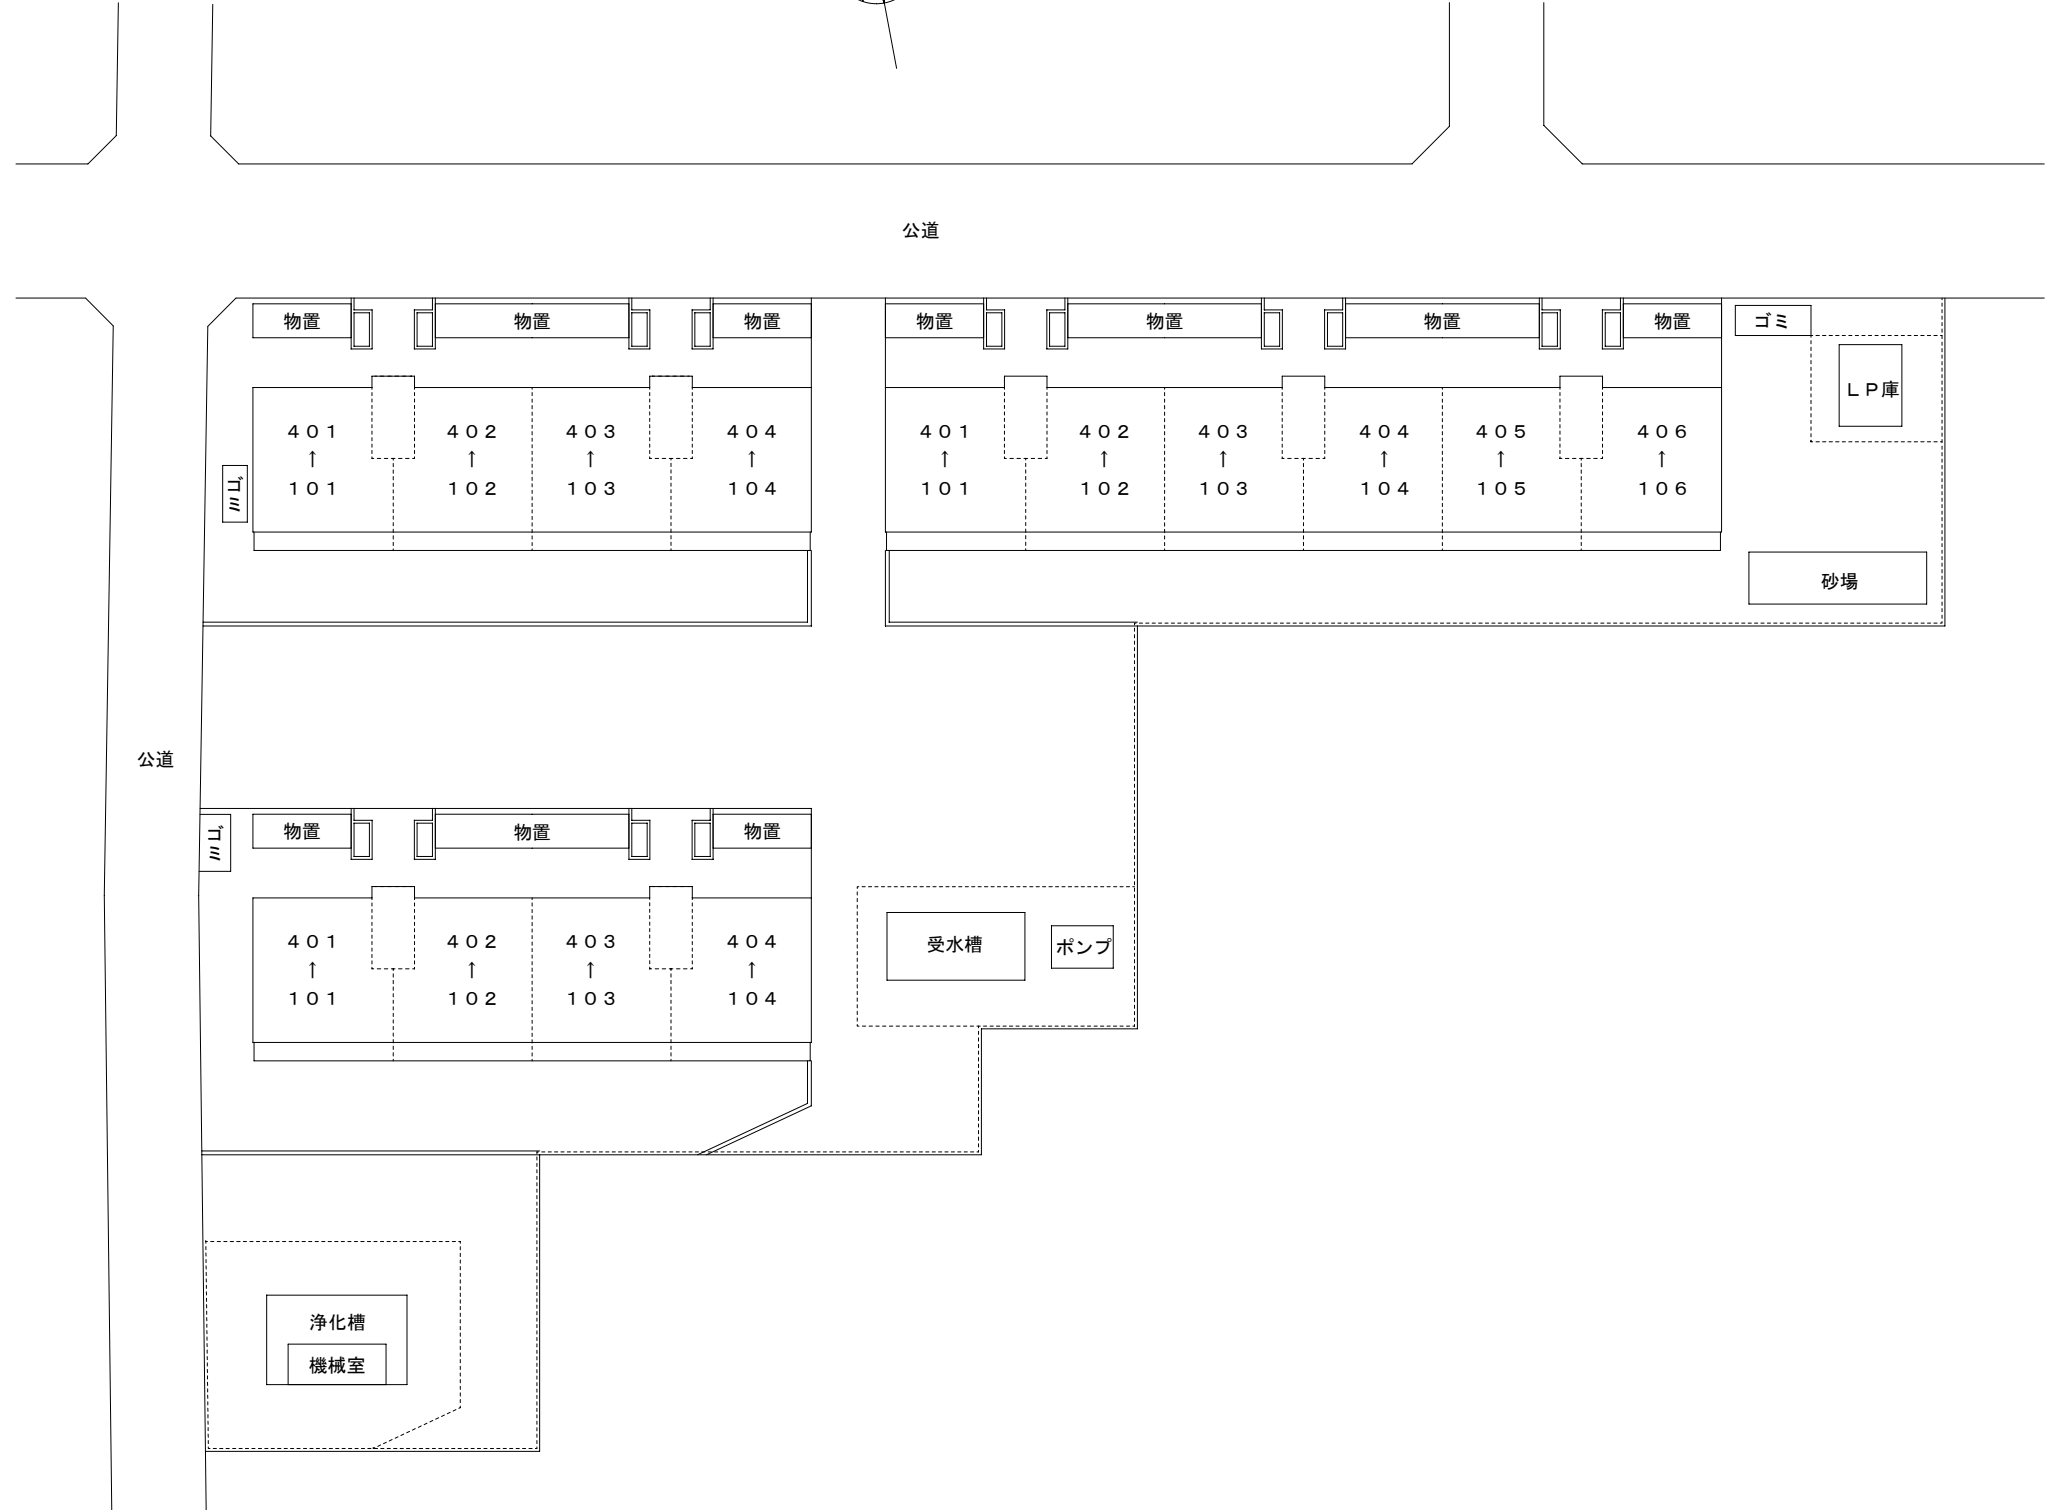 公道
物置 物置 物置 物置 物置 物置 物置 ゴミ
ＬＰ庫
４０１ ４０２ ４０３ ４０４ ４０１ ４０２ ４０３ ４０４ ４０５ ４０６
↑ ↑ ↑ ↑ ↑ ↑ ↑ ↑ ↑ ↑
ゴミ １０１ １０２ １０３ １０４ １０１ １０２ １０３ １０４ １０５ １０６
砂場
公道
ゴミ 物置 物置 物置
４０１ ４０２ ４０３ ４０４ 受水槽 ポンプ
↑ ↑ ↑ ↑
１０１ １０２ １０３ １０４
浄化槽
機械室